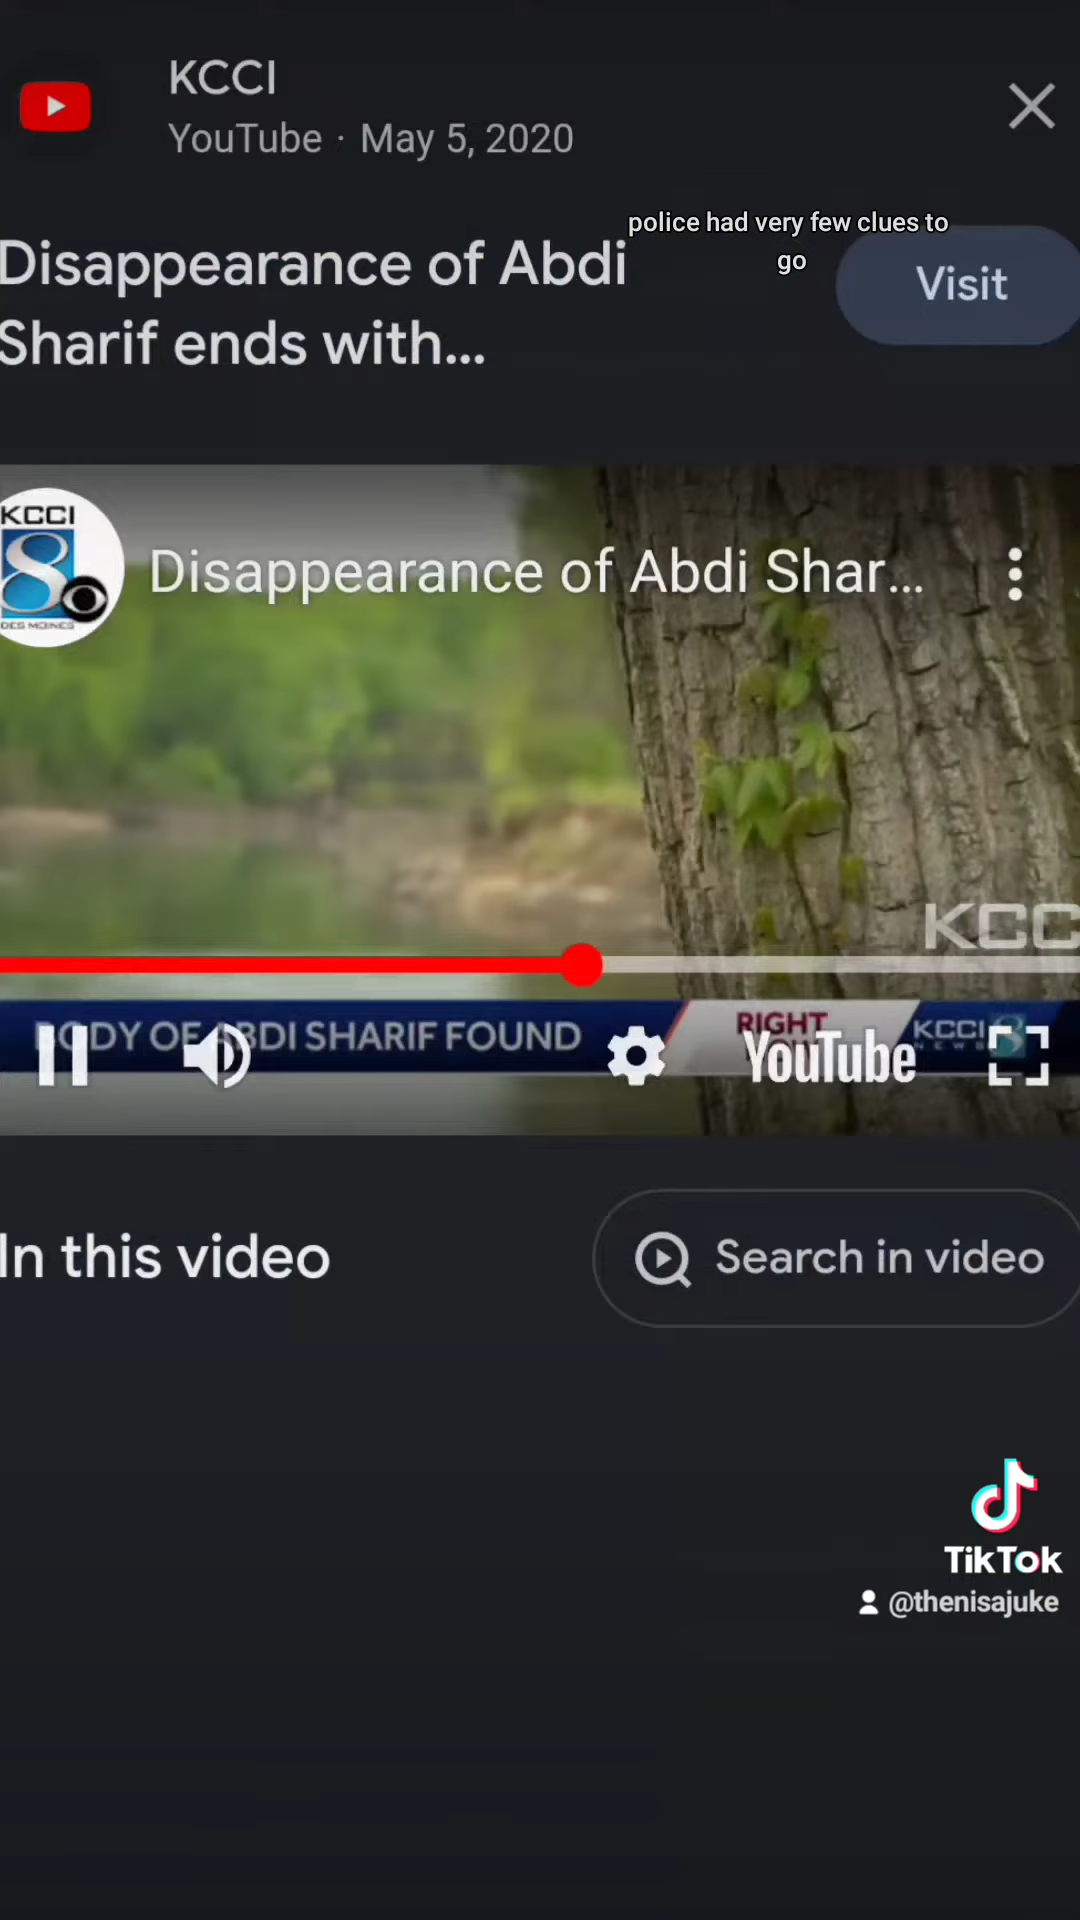 KCCI
YouTube · May 5, 2020
police had very few clues to
go
Disappearance of Abdi
Sharif ends with...
Visit
KCCI
8
DES MOINES
Disappearance of Abdi Shar...
KCC
BODY OF ABDI SHARIF FOUND
RIGHT
YouTube
KCCI 8
NEWS
In this video
Search in video
TikTok
@thenisajuke